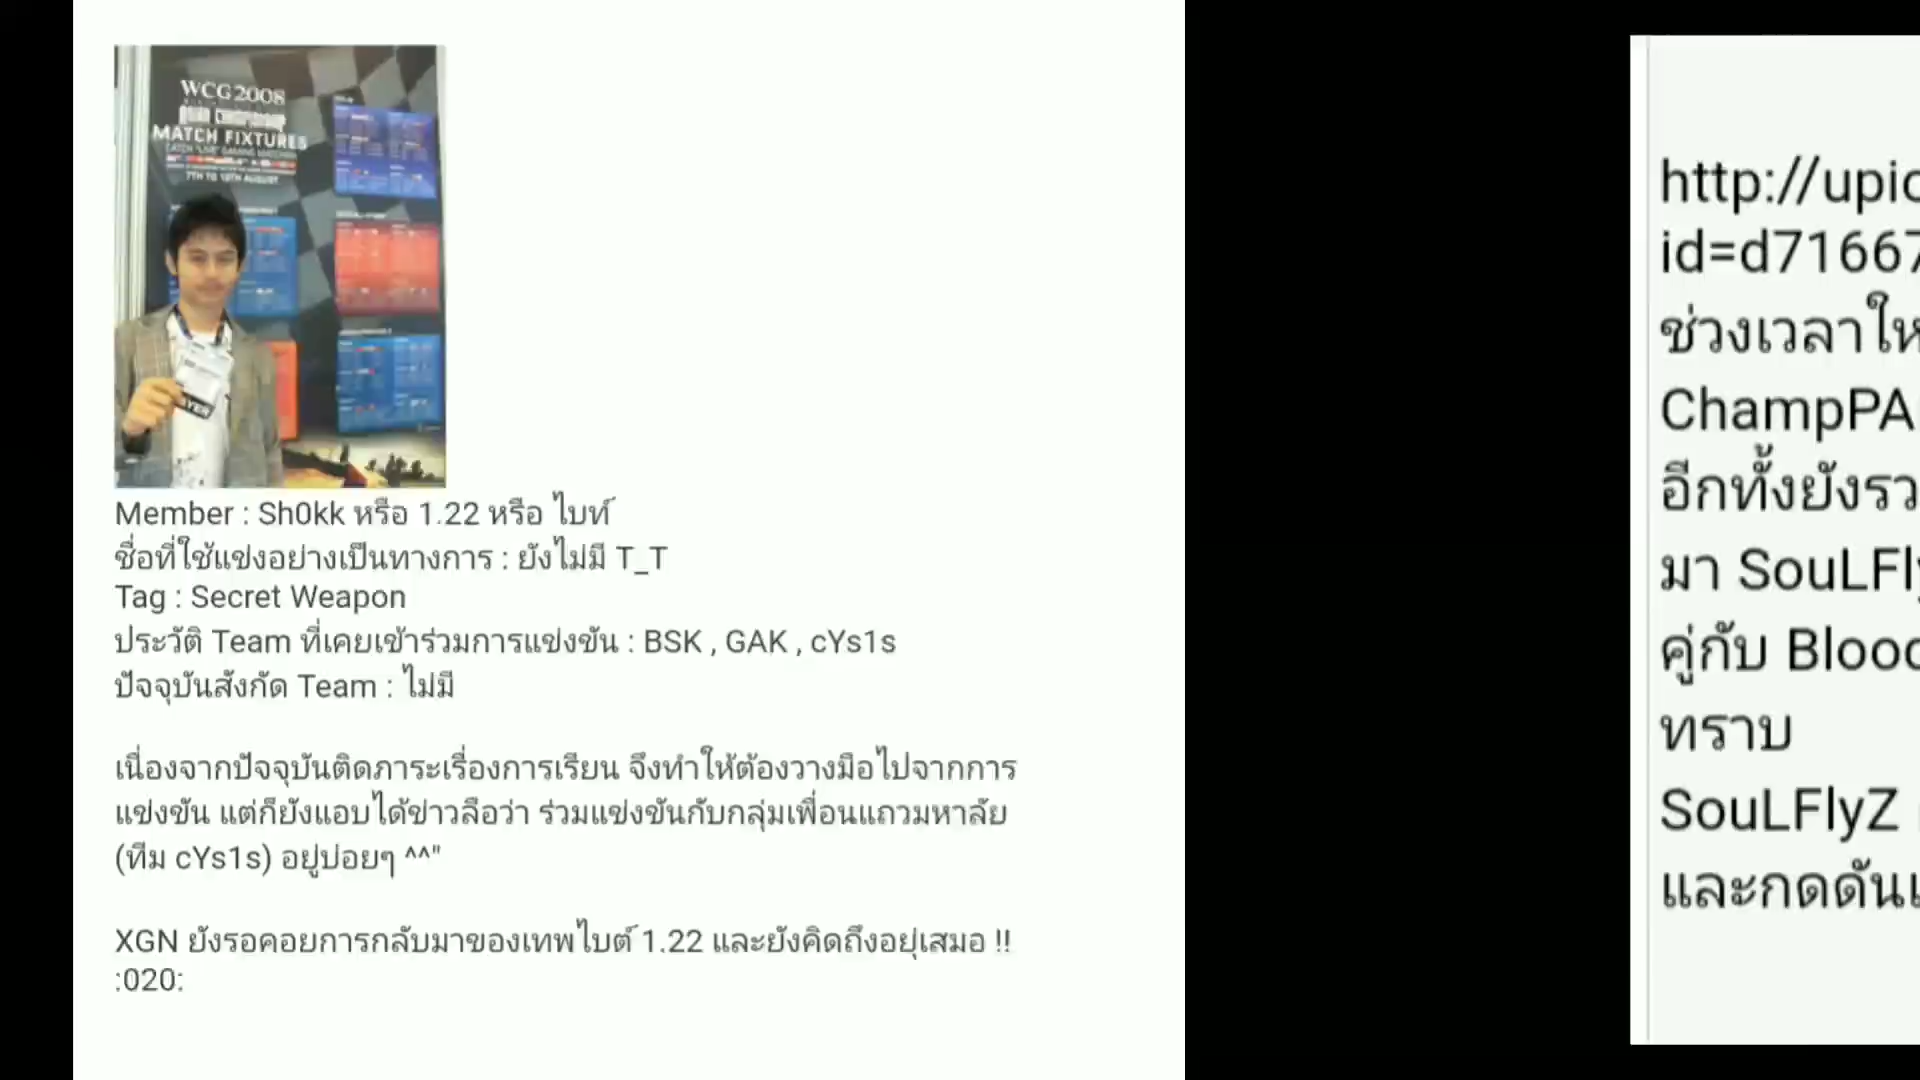 WCG 2008
MATCH FIXTURES
7TH TO 10TH AUGUST
Member : Sh0kk หรือ 1.22 หรือ ไบท์
ชื่อที่ใช้แข่งอย่างเป็นทางการ : ยังไม่มี T_T
Tag : Secret Weapon
ประวัติ Team ที่เคยเข้าร่วมการแข่งขัน : BSK , GAK , cYs1s
ปัจจุบันสังกัด Team : ไม่มี
เนื่องจากปัจจุบันติดภาระเรื่องการเรียน จึงทำให้ต้องวางมือไปจากการ
แข่งขัน แต่ก็ยังแอบได้ข่าวลือว่า ร่วมแข่งขันกับกลุ่มเพื่อนแถวมหาลัย
(ทีม cYs1s) อยู่บ่อยๆ ^^"
XGN ยังรอคอยการกลับมาของเทพไบต์ 1.22 และยังคิดถึงอยุ่เสมอ !!
:020:
http://upic
id=d71667
ช่วงเวลาให
ChampPA
อีกทั้งยังรว
มา SouLFly
คู่กับ Blood
ทราบ
SouLFlyZ
และกดดันแ